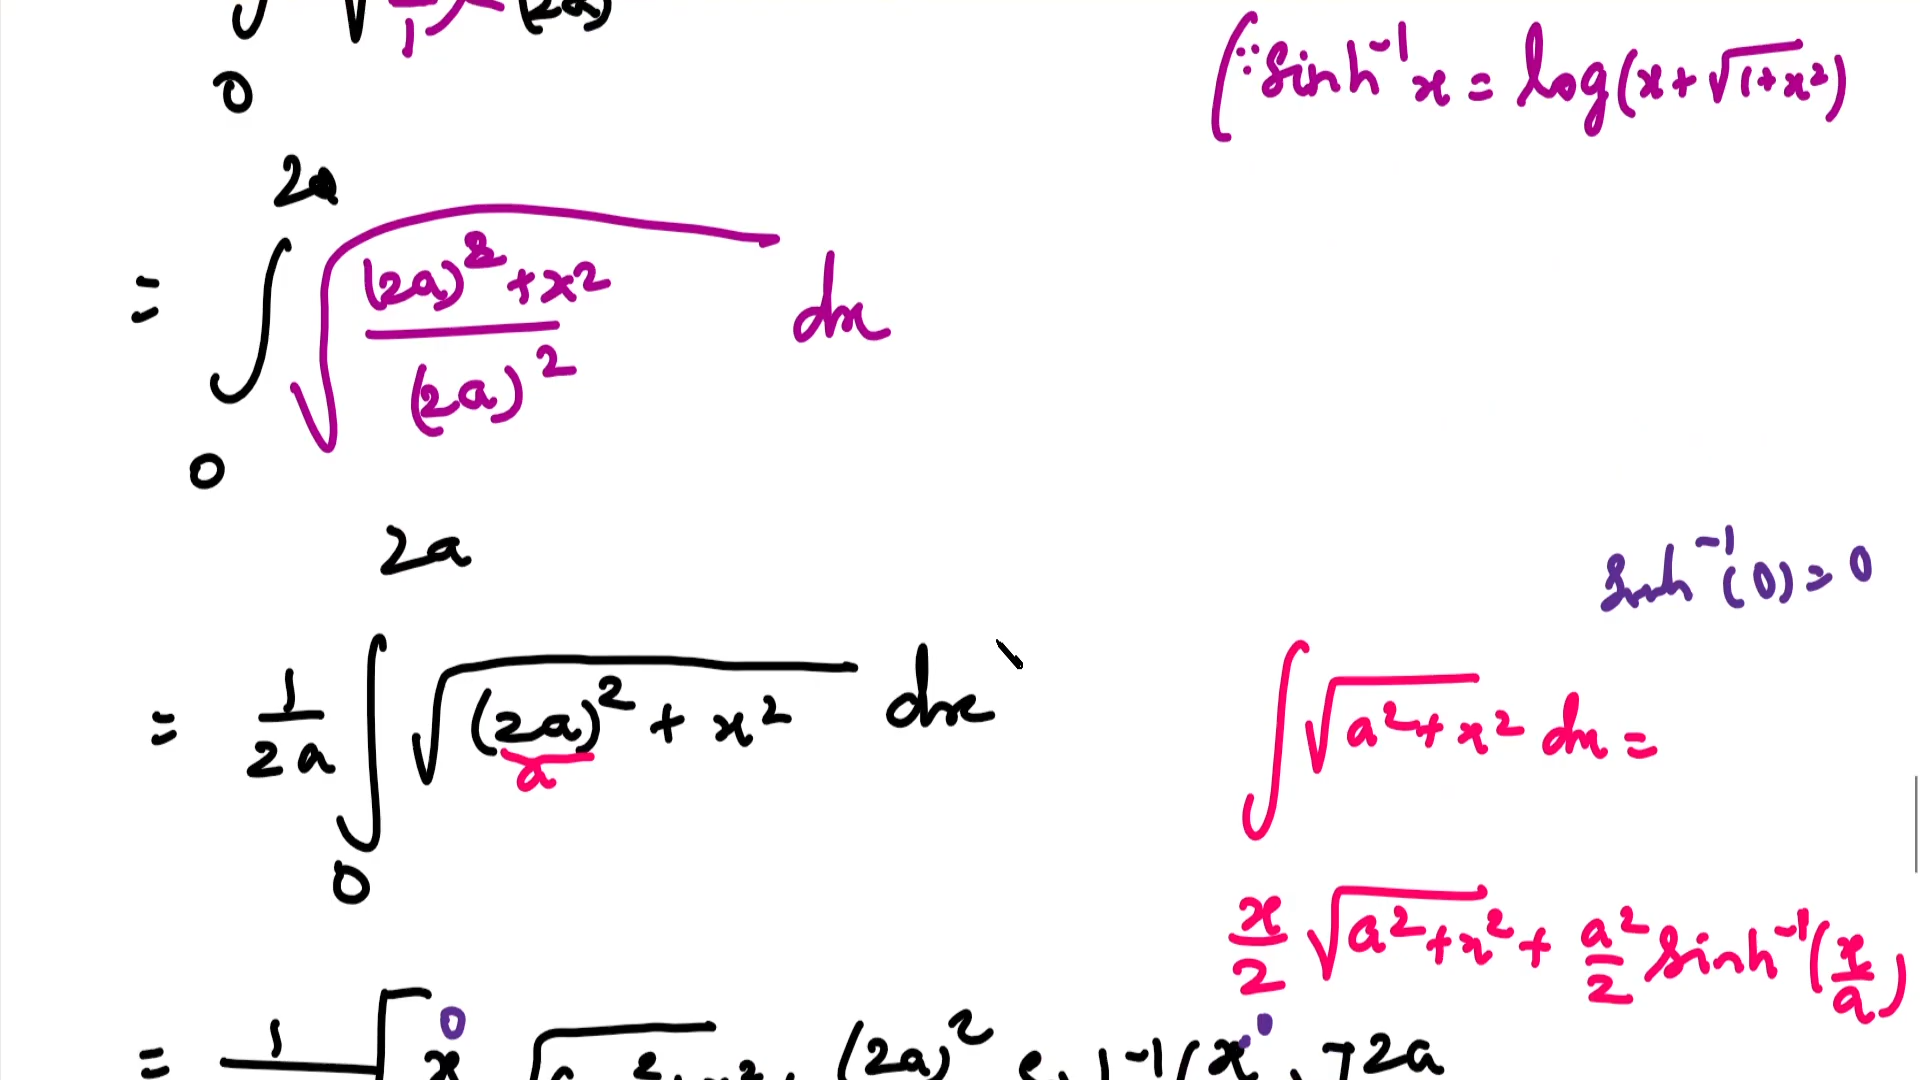 (∵ sinh⁻¹x = log(x+√(1+x²))
0
2a
= ∫ √(((2a)²+x²)/(2a)²) dx
0
2a
sinh⁻¹(0) = 0
= 1/2a ∫ √((2a)² + x²) dx
a
0
∫√(a²+x²) dx =
x/2 √(a²+x²) + a²/2 sinh⁻¹(x/a)